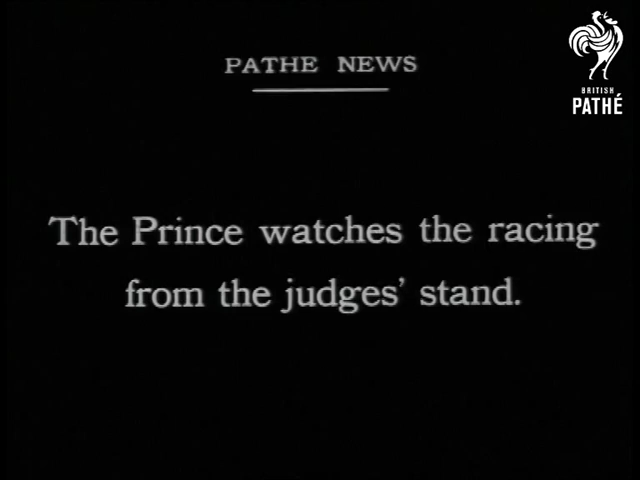 PATHE NEWS
BRITISH
PATHÉ
The Prince watches the racing
from the judges' stand.